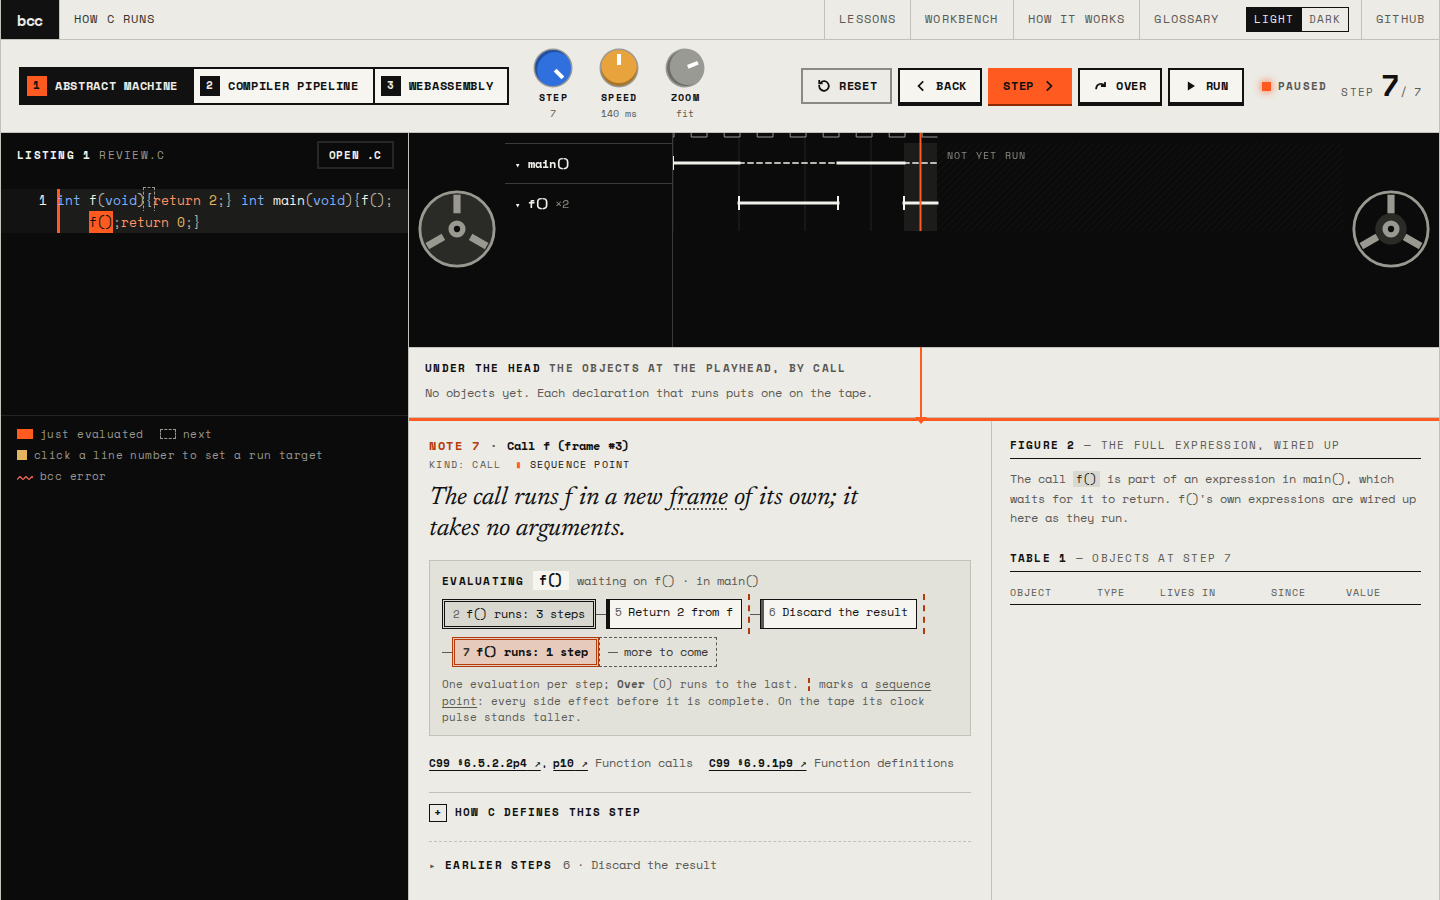 bcc HOW C RUNS LESSONS WORKBENCH HOW IT WORKS GLOSSARY LIGHT DARK GITHUB
1 ABSTRACT MACHINE 2 COMPILER PIPELINE 3 WEBASSEMBLY
STEP SPEED ZOOM
7 140 ms fit
RESET BACK STEP OVER RUN PAUSED STEP 7 / 7
LISTING 1 REVIEW.C OPEN .C
1 int f(void){return 2;} int main(void){f();
f();return 0;}
just evaluated next
click a line number to set a run target
bcc error
▾ main()
▾ f() ×2
NOT YET RUN
UNDER THE HEAD THE OBJECTS AT THE PLAYHEAD, BY CALL
No objects yet. Each declaration that runs puts one on the tape.
NOTE 7 · Call f (frame #3)
KIND: CALL SEQUENCE POINT
The call runs f in a new frame of its own; it
takes no arguments.
EVALUATING f() waiting on f() · in main()
2 f() runs: 3 steps 5 Return 2 from f 6 Discard the result
7 f() runs: 1 step — more to come
One evaluation per step; Over (O) runs to the last. ¦ marks a sequence
point: every side effect before it is complete. On the tape its clock
pulse stands taller.
C99 §6.5.2.2p4 ↗, p10 ↗ Function calls C99 §6.9.1p9 ↗ Function definitions
+ HOW C DEFINES THIS STEP
▸ EARLIER STEPS 6 · Discard the result
FIGURE 2 — THE FULL EXPRESSION, WIRED UP
The call f() is part of an expression in main(), which
waits for it to return. f()'s own expressions are wired up
here as they run.
TABLE 1 — OBJECTS AT STEP 7
OBJECT TYPE LIVES IN SINCE VALUE